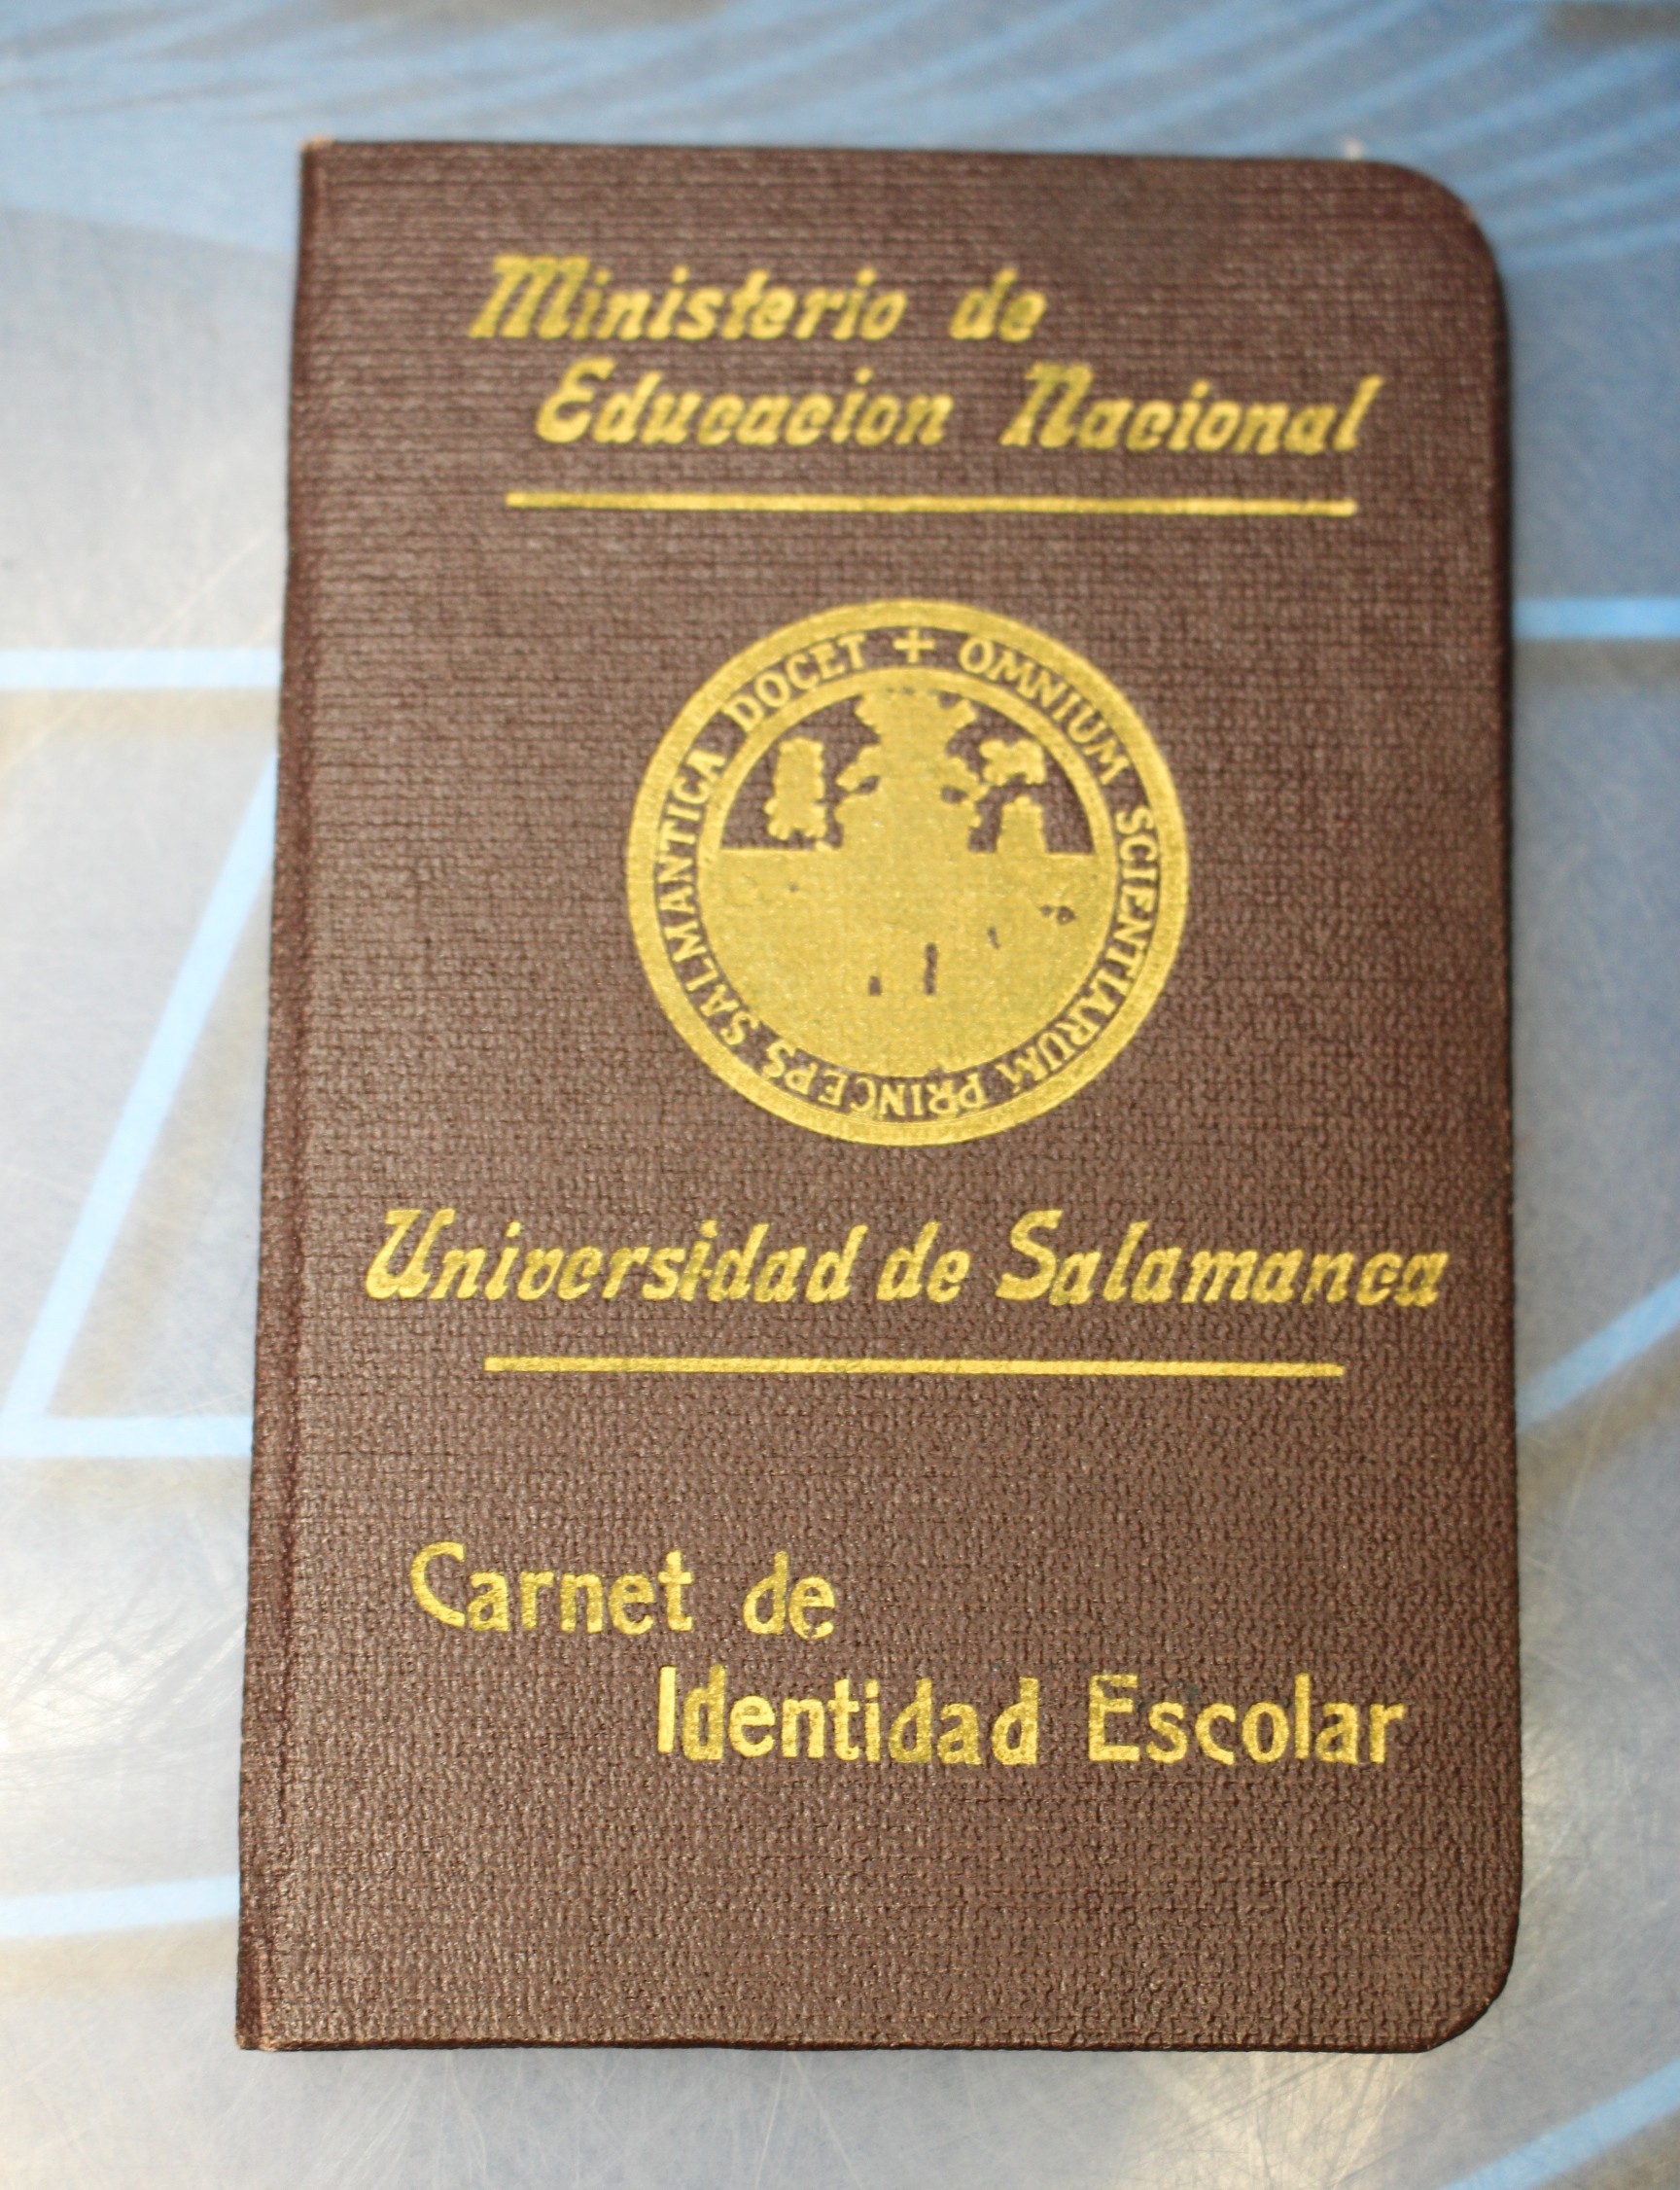 Ministerio de
Educacion Nacional
OMNIUM SCIENTIARUM PRINCEPS SALMANTICA DOCET +
Universidad de Salamanca
Carnet de
Identidad Escolar